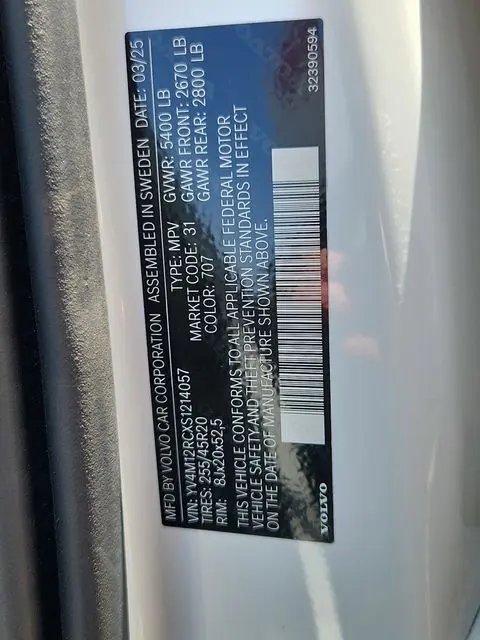 MFD BY VOLVO CAR CORPORATION ASSEMBLED IN SWEDEN DATE: 03/25
VIN: YV4M12RCXS1214057 TYPE: MPV GVWR: 5400 LB
TIRES: 255/45R20 MARKET CODE: 31 GAWR FRONT: 2670 LB
RIM: 8Jx20x52,5 COLOR: 707 GAWR REAR: 2800 LB
THIS VEHICLE CONFORMS TO ALL APPLICABLE FEDERAL MOTOR
VEHICLE SAFETY AND THEFT PREVENTION STANDARDS IN EFFECT
ON THE DATE OF MANUFACTURE SHOWN ABOVE.
VOLVO 32390594